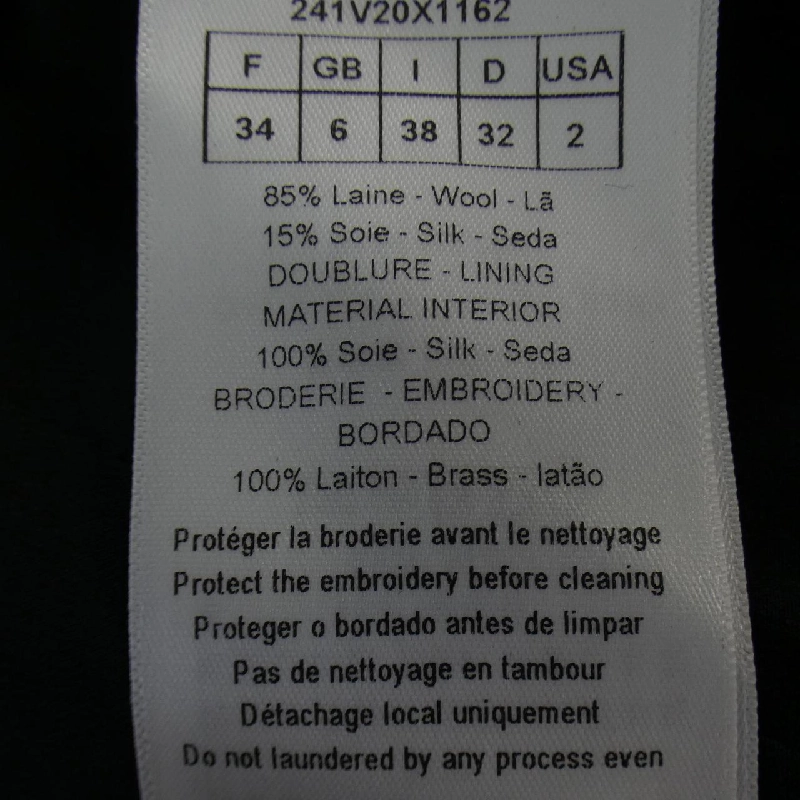 241V20X1162
F GB I D USA
34 6 38 32 2
85% Laine - Wool - Lã
15% Soie - Silk - Seda
DOUBLURE - LINING
MATERIAL INTERIOR
100% Soie - Silk - Seda
BRODERIE - EMBROIDERY -
BORDADO
100% Laiton - Brass - latão
Protéger la broderie avant le nettoyage
Protect the embroidery before cleaning
Proteger o bordado antes de limpar
Pas de nettoyage en tambour
Détachage local uniquement
Do not laundered by any process even